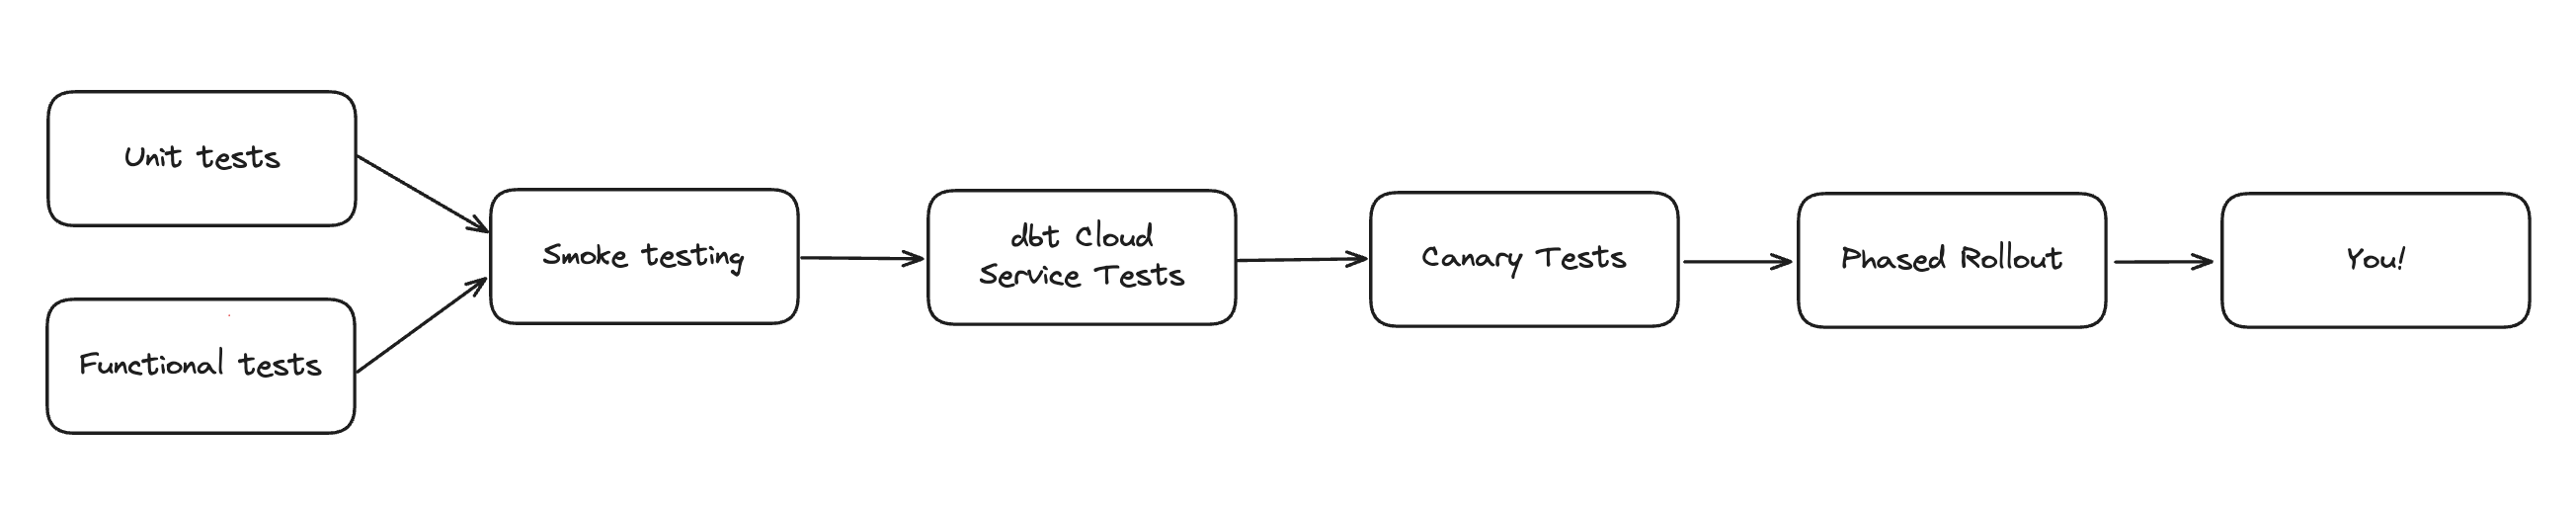 Unit tests
Functional tests
Smoke testing
dbt Cloud
Service Tests
Canary Tests
Phased Rollout
You!